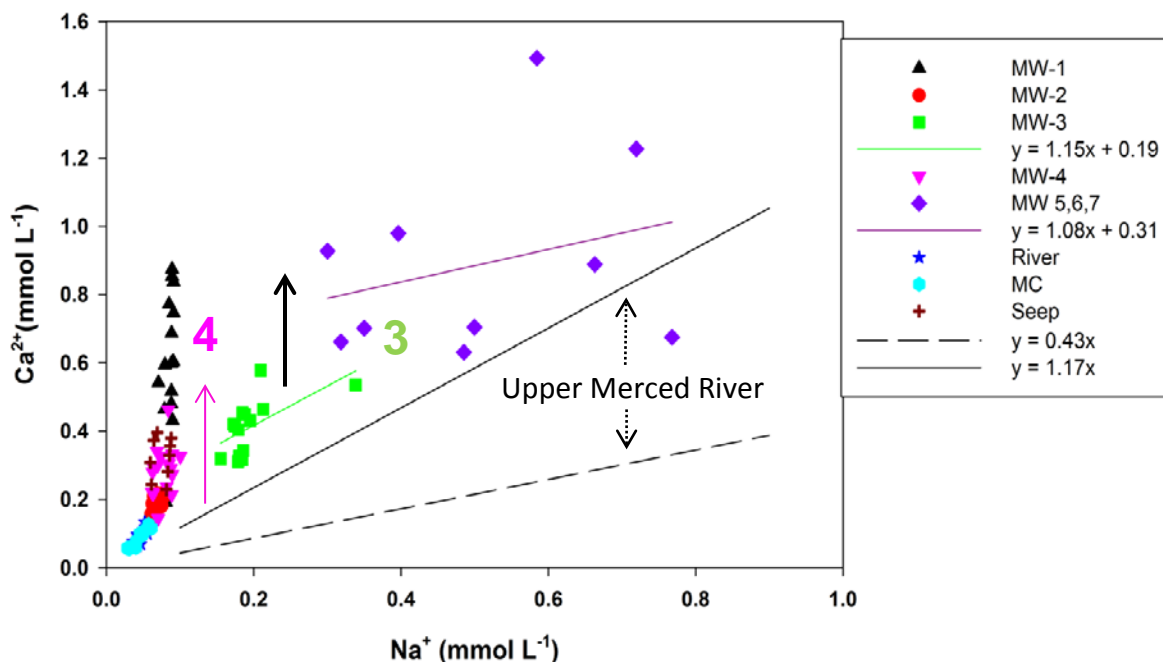 1.6
1.4
1.2
1.0
0.8
0.6
0.4
0.2
0.0
Ca²⁺(mmol L⁻¹)
0.0 0.2 0.4 0.6 0.8 1.0
Na⁺ (mmol L⁻¹)
4
3
Upper Merced River
MW-1
MW-2
MW-3
y = 1.15x + 0.19
MW-4
MW 5,6,7
y = 1.08x + 0.31
River
MC
Seep
y = 0.43x
y = 1.17x